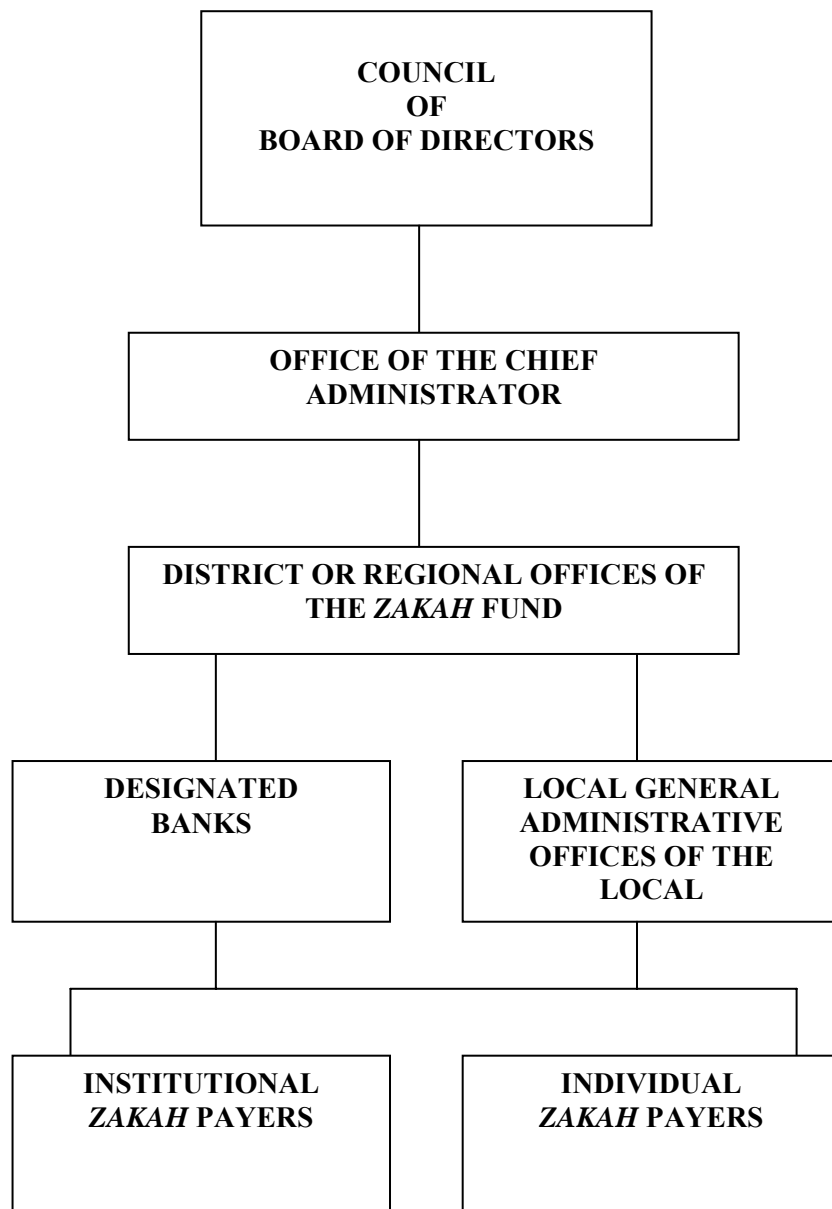 COUNCIL
OF
BOARD OF DIRECTORS
OFFICE OF THE CHIEF
ADMINISTRATOR
DISTRICT OR REGIONAL OFFICES OF
THE ZAKAH FUND
DESIGNATED
BANKS
LOCAL GENERAL
ADMINISTRATIVE
OFFICES OF THE
LOCAL
INSTITUTIONAL
ZAKAH PAYERS
INDIVIDUAL
ZAKAH PAYERS